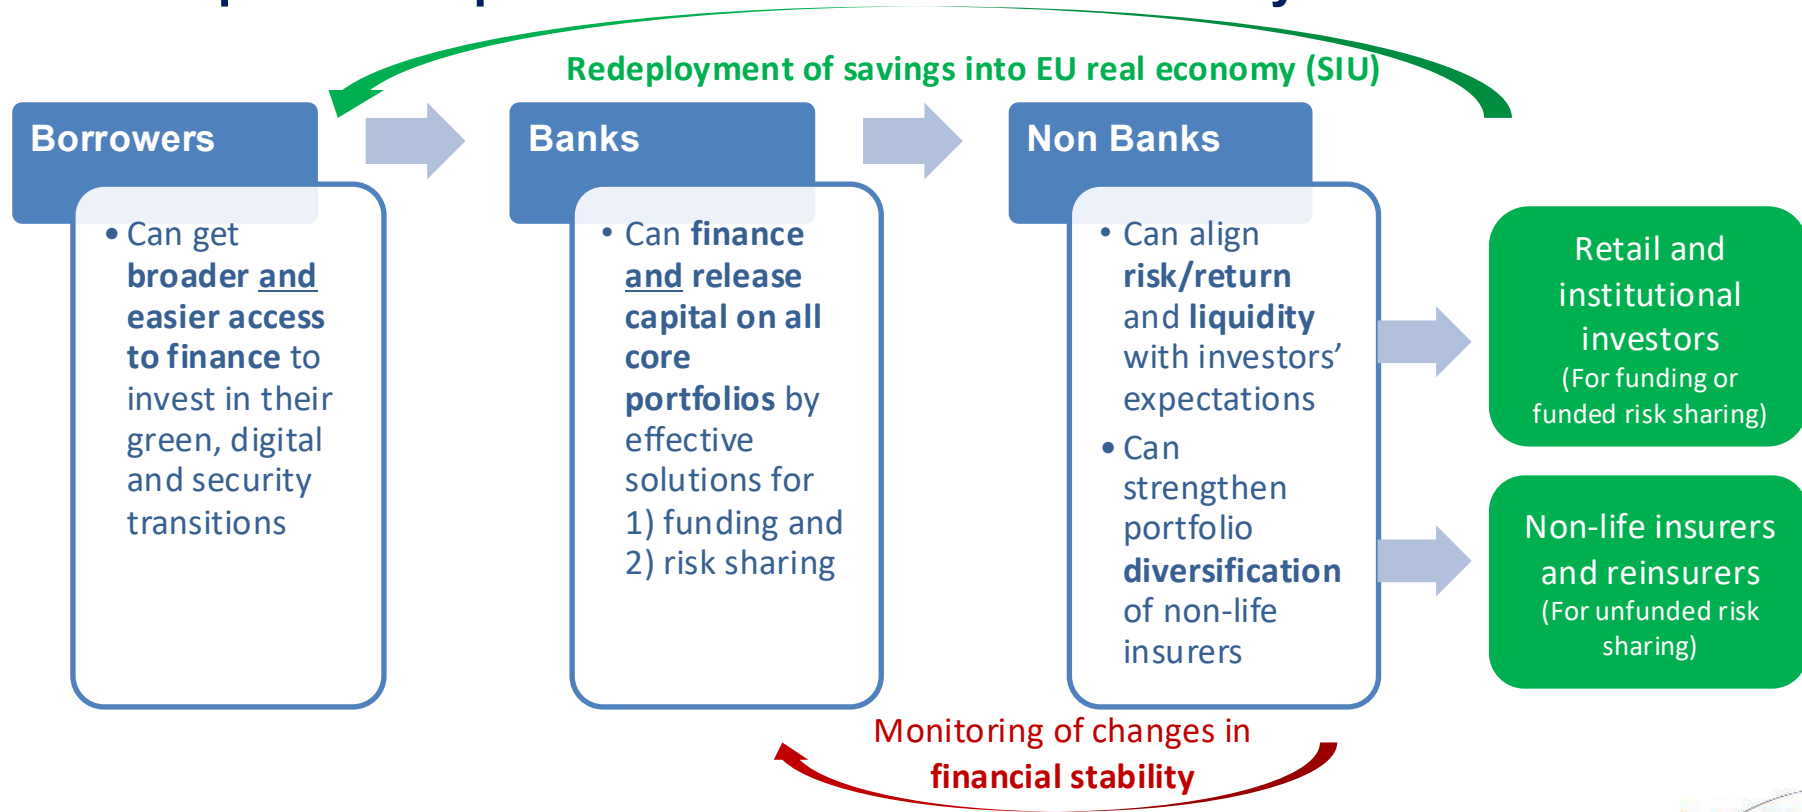 Redeployment of savings into EU real economy (SIU)
Borrowers
• Can get
broader and
easier access
to finance to
invest in their
green, digital
and security
transitions
Banks
• Can finance
and release
capital on all
core
portfolios by
effective
solutions for
1) funding and
2) risk sharing
Non Banks
• Can align
risk/return
and liquidity
with investors’
expectations
• Can
strengthen
portfolio
diversification
of non-life
insurers
Retail and
institutional
investors
(For funding or
funded risk sharing)
Non-life insurers
and reinsurers
(For unfunded risk
sharing)
Monitoring of changes in
financial stability